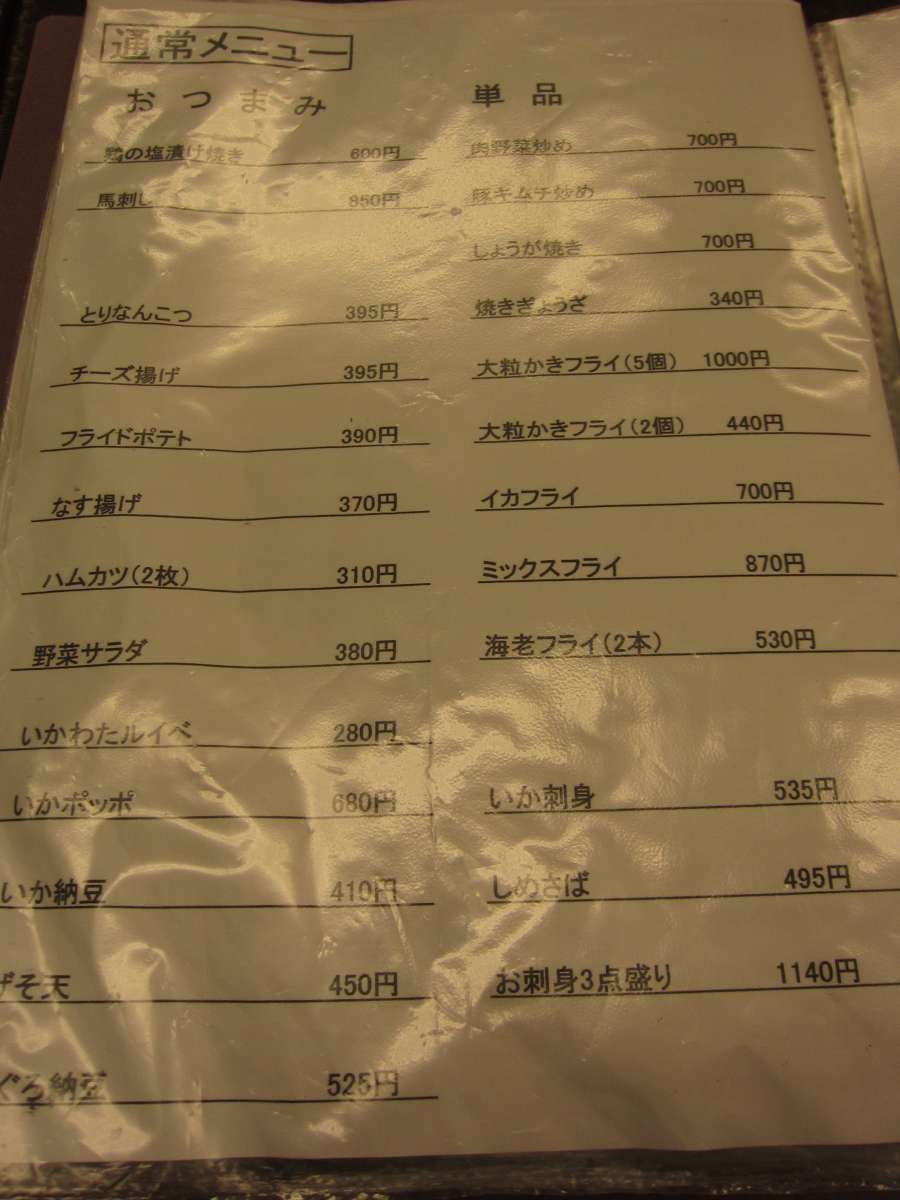 通常メニュー
おつまみ
鶏の塩漬け焼き 600円
馬刺し 850円
とりなんこつ 395円
チーズ揚げ 395円
フライドポテト 390円
なす揚げ 370円
ハムカツ(2枚) 310円
野菜サラダ 380円
いかわたルイベ 280円
いかポッポ 680円
いか納豆 410円
げそ天 450円
ぐろ納豆 525円
単品
肉野菜炒め 700円
豚キムチ炒め 700円
しょうが焼き 700円
焼きぎょうざ 340円
大粒かきフライ(5個) 1000円
大粒かきフライ(2個) 440円
イカフライ 700円
ミックスフライ 870円
海老フライ(2本) 530円
いか刺身 535円
しめさば 495円
お刺身3点盛り 1140円